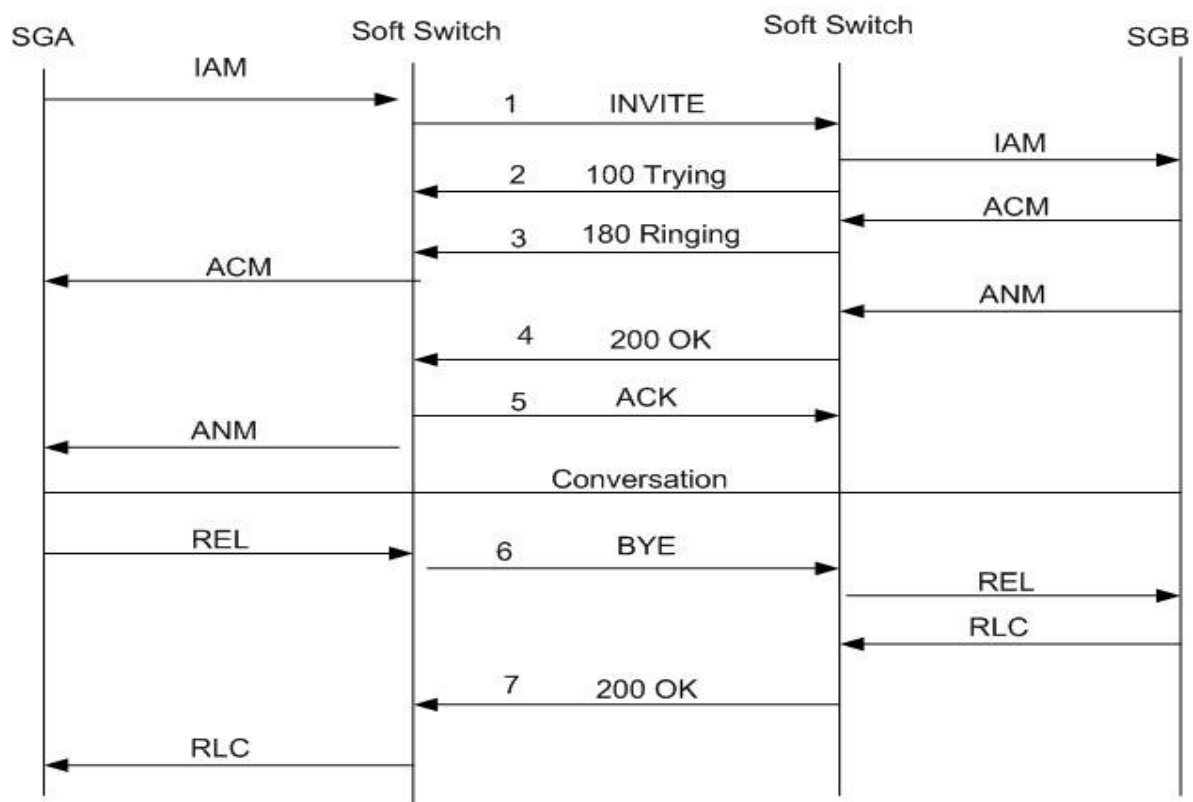 SGA
Soft Switch
Soft Switch
SGB
IAM
1 INVITE
IAM
2 100 Trying
ACM
3 180 Ringing
ACM
ANM
4 200 OK
5 ACK
ANM
Conversation
REL
6 BYE
REL
RLC
7 200 OK
RLC